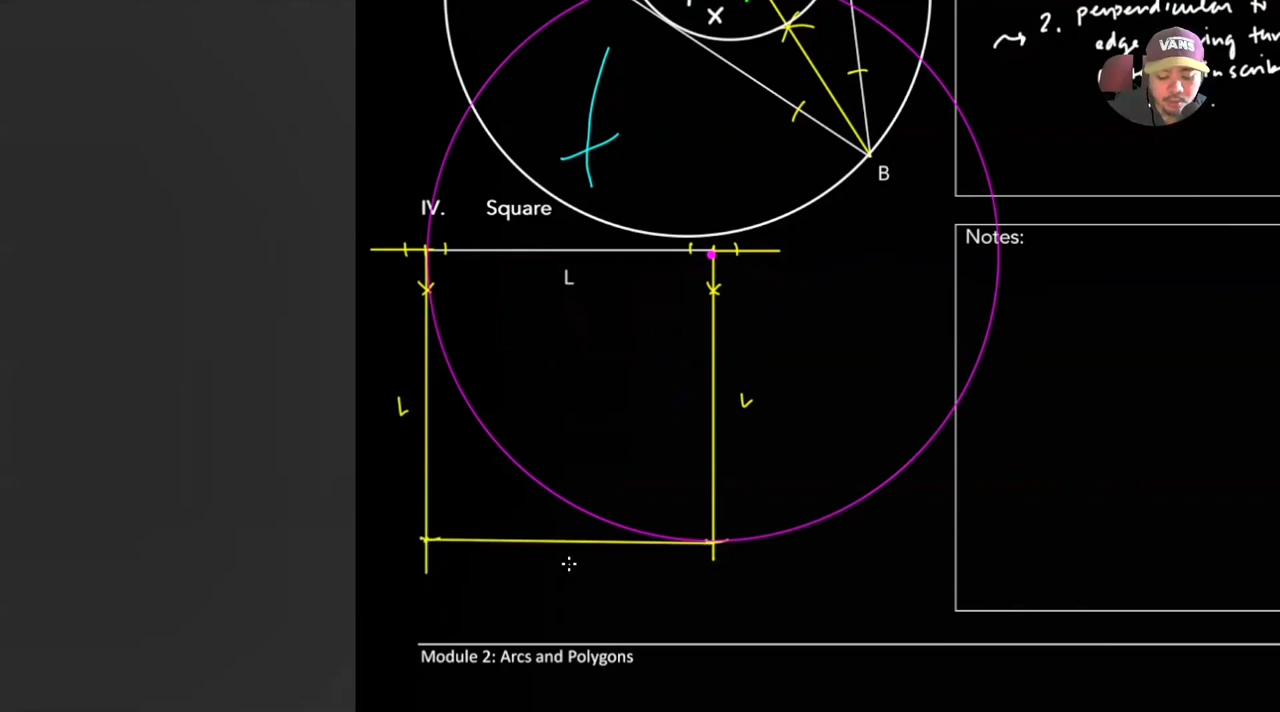 X
2. perpendicular to
edge
VANS
B
IV. Square
Notes:
L
L
L
Module 2: Arcs and Polygons